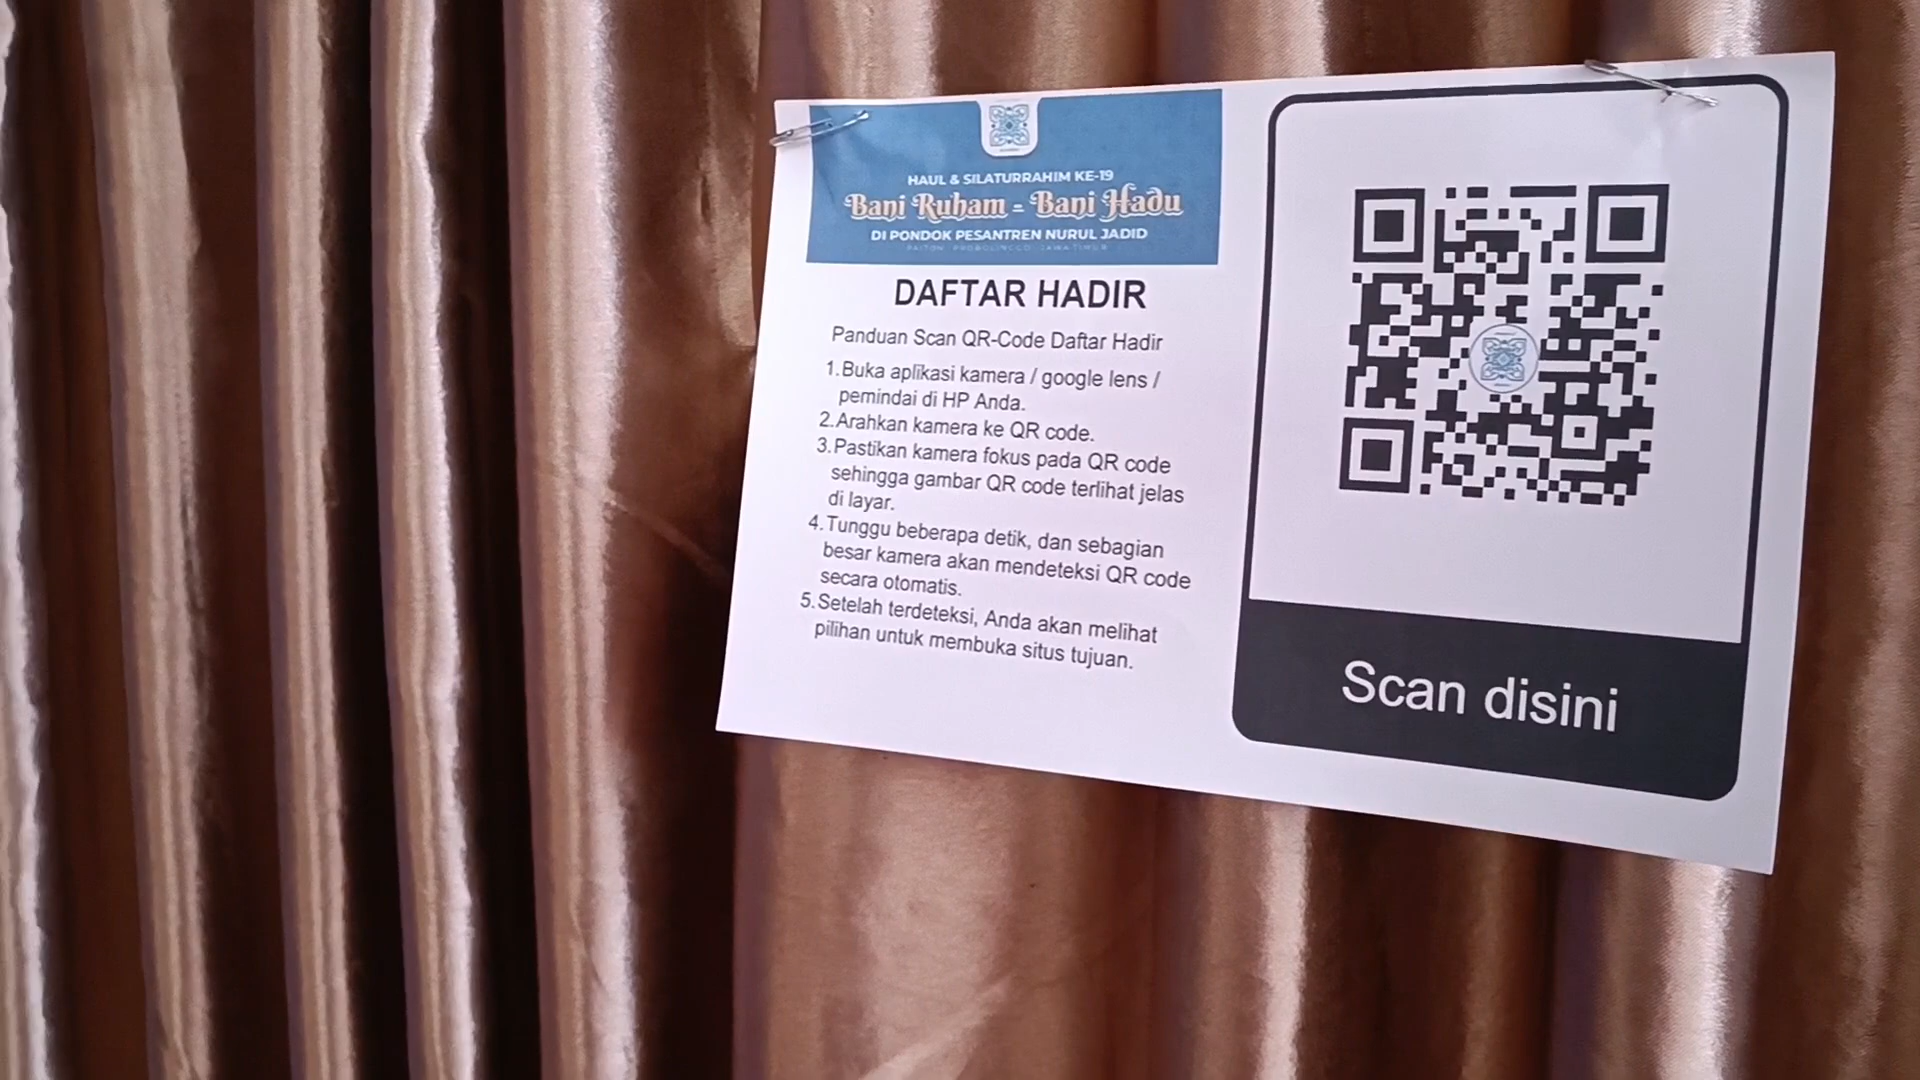 HAUL & SILATURRAHIM KE-19
Bani Ruham - Bani Hadu
DI PONDOK PESANTREN NURUL JADID
PAITON PROBOLINGGO JAWA TIMUR
DAFTAR HADIR
Panduan Scan QR-Code Daftar Hadir
1.Buka aplikasi kamera / google lens /
pemindai di HP Anda.
2.Arahkan kamera ke QR code.
3.Pastikan kamera fokus pada QR code
sehingga gambar QR code terlihat jelas
di layar.
4.Tunggu beberapa detik, dan sebagian
besar kamera akan mendeteksi QR code
secara otomatis.
5.Setelah terdeteksi, Anda akan melihat
pilihan untuk membuka situs tujuan.
Scan disini